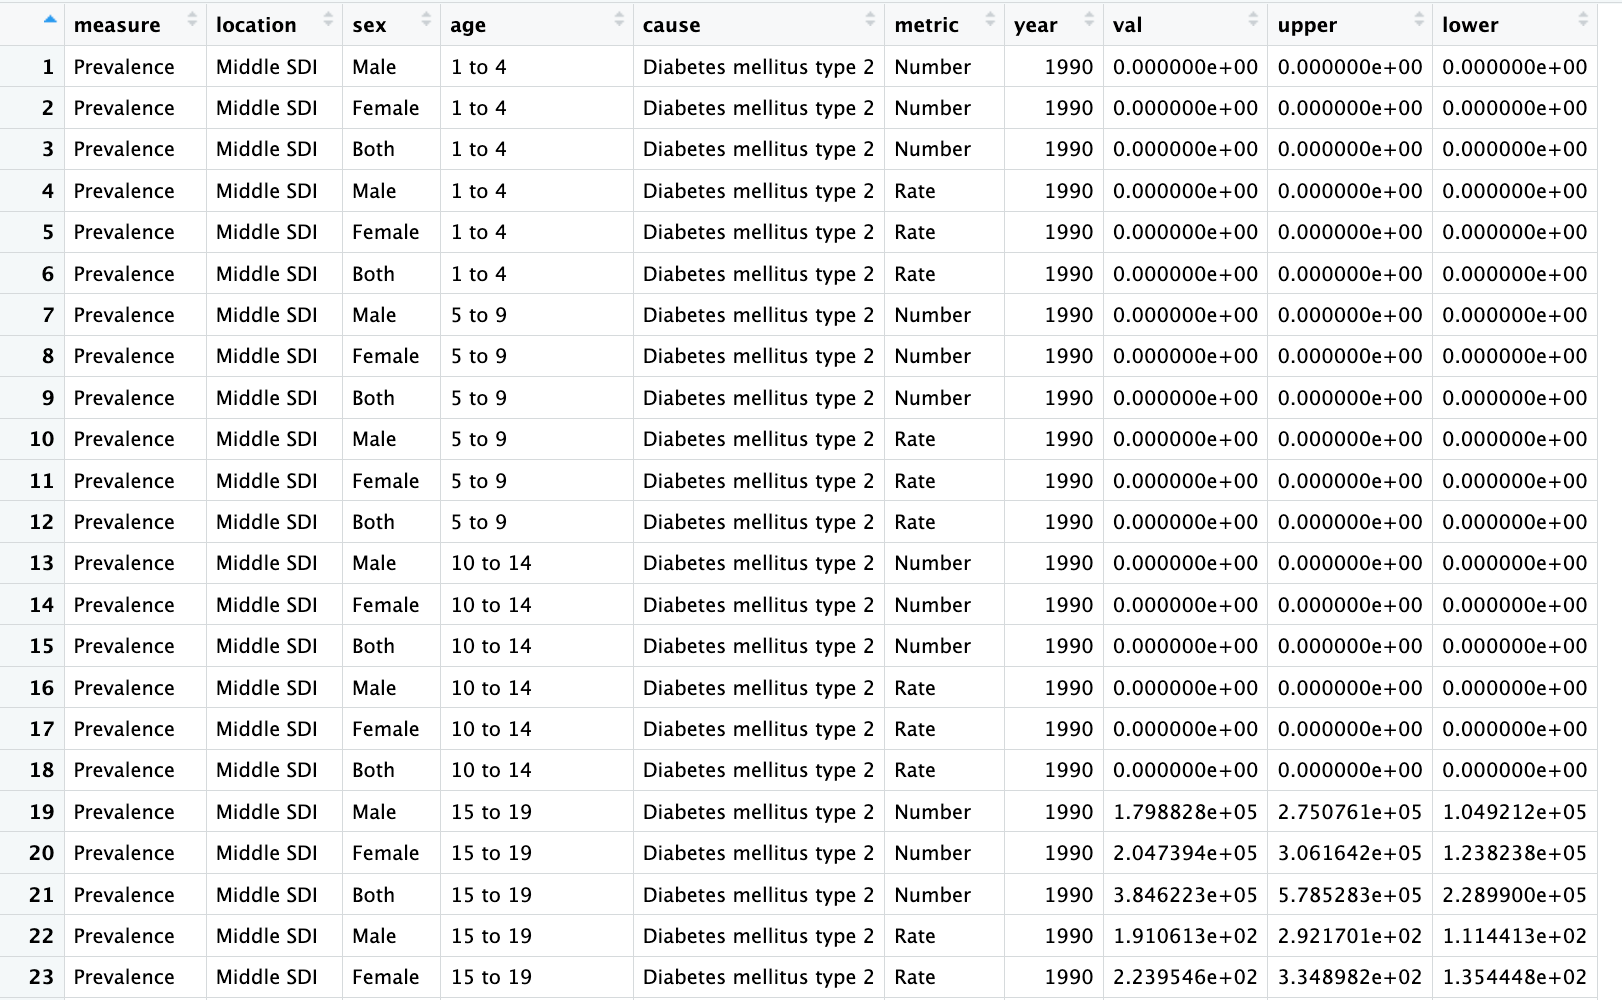 measure location sex age cause metric year val upper lower
1 Prevalence Middle SDI Male 1 to 4 Diabetes mellitus type 2 Number 1990 0.000000e+00 0.000000e+00 0.000000e+00
2 Prevalence Middle SDI Female 1 to 4 Diabetes mellitus type 2 Number 1990 0.000000e+00 0.000000e+00 0.000000e+00
3 Prevalence Middle SDI Both 1 to 4 Diabetes mellitus type 2 Number 1990 0.000000e+00 0.000000e+00 0.000000e+00
4 Prevalence Middle SDI Male 1 to 4 Diabetes mellitus type 2 Rate 1990 0.000000e+00 0.000000e+00 0.000000e+00
5 Prevalence Middle SDI Female 1 to 4 Diabetes mellitus type 2 Rate 1990 0.000000e+00 0.000000e+00 0.000000e+00
6 Prevalence Middle SDI Both 1 to 4 Diabetes mellitus type 2 Rate 1990 0.000000e+00 0.000000e+00 0.000000e+00
7 Prevalence Middle SDI Male 5 to 9 Diabetes mellitus type 2 Number 1990 0.000000e+00 0.000000e+00 0.000000e+00
8 Prevalence Middle SDI Female 5 to 9 Diabetes mellitus type 2 Number 1990 0.000000e+00 0.000000e+00 0.000000e+00
9 Prevalence Middle SDI Both 5 to 9 Diabetes mellitus type 2 Number 1990 0.000000e+00 0.000000e+00 0.000000e+00
10 Prevalence Middle SDI Male 5 to 9 Diabetes mellitus type 2 Rate 1990 0.000000e+00 0.000000e+00 0.000000e+00
11 Prevalence Middle SDI Female 5 to 9 Diabetes mellitus type 2 Rate 1990 0.000000e+00 0.000000e+00 0.000000e+00
12 Prevalence Middle SDI Both 5 to 9 Diabetes mellitus type 2 Rate 1990 0.000000e+00 0.000000e+00 0.000000e+00
13 Prevalence Middle SDI Male 10 to 14 Diabetes mellitus type 2 Number 1990 0.000000e+00 0.000000e+00 0.000000e+00
14 Prevalence Middle SDI Female 10 to 14 Diabetes mellitus type 2 Number 1990 0.000000e+00 0.000000e+00 0.000000e+00
15 Prevalence Middle SDI Both 10 to 14 Diabetes mellitus type 2 Number 1990 0.000000e+00 0.000000e+00 0.000000e+00
16 Prevalence Middle SDI Male 10 to 14 Diabetes mellitus type 2 Rate 1990 0.000000e+00 0.000000e+00 0.000000e+00
17 Prevalence Middle SDI Female 10 to 14 Diabetes mellitus type 2 Rate 1990 0.000000e+00 0.000000e+00 0.000000e+00
18 Prevalence Middle SDI Both 10 to 14 Diabetes mellitus type 2 Rate 1990 0.000000e+00 0.000000e+00 0.000000e+00
19 Prevalence Middle SDI Male 15 to 19 Diabetes mellitus type 2 Number 1990 1.798828e+05 2.750761e+05 1.049212e+05
20 Prevalence Middle SDI Female 15 to 19 Diabetes mellitus type 2 Number 1990 2.047394e+05 3.061642e+05 1.238238e+05
21 Prevalence Middle SDI Both 15 to 19 Diabetes mellitus type 2 Number 1990 3.846223e+05 5.785283e+05 2.289900e+05
22 Prevalence Middle SDI Male 15 to 19 Diabetes mellitus type 2 Rate 1990 1.910613e+02 2.921701e+02 1.114413e+02
23 Prevalence Middle SDI Female 15 to 19 Diabetes mellitus type 2 Rate 1990 2.239546e+02 3.348982e+02 1.354448e+02